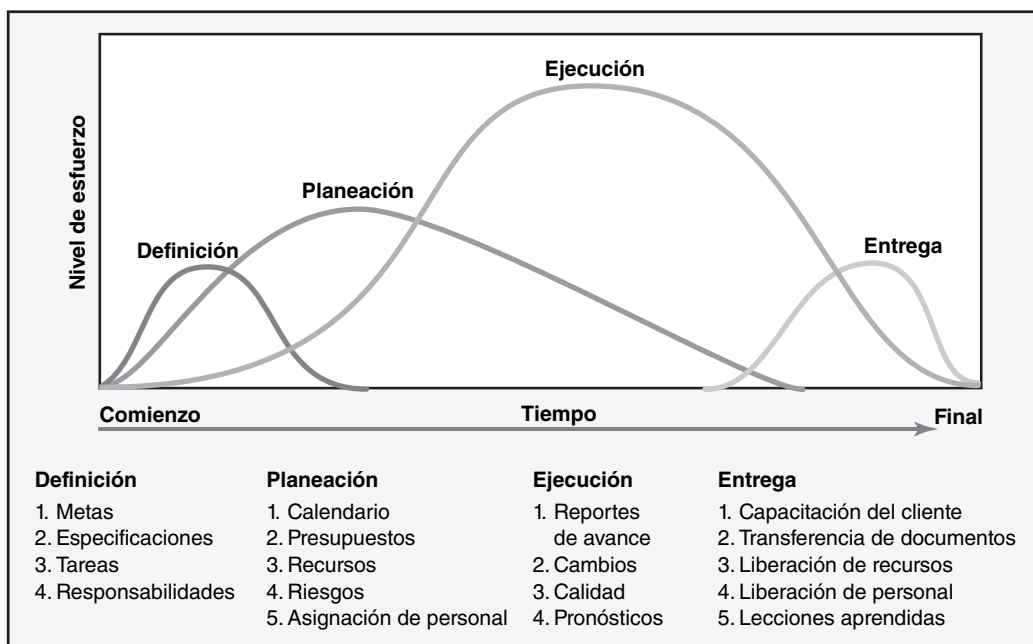 Nivel de esfuerzo
Ejecución
Planeación
Definición
Entrega
Comienzo
Tiempo
Final
Definición
1. Metas
2. Especificaciones
3. Tareas
4. Responsabilidades
Planeación
1. Calendario
2. Presupuestos
3. Recursos
4. Riesgos
5. Asignación de personal
Ejecución
1. Reportes
de avance
2. Cambios
3. Calidad
4. Pronósticos
Entrega
1. Capacitación del cliente
2. Transferencia de documentos
3. Liberación de recursos
4. Liberación de personal
5. Lecciones aprendidas